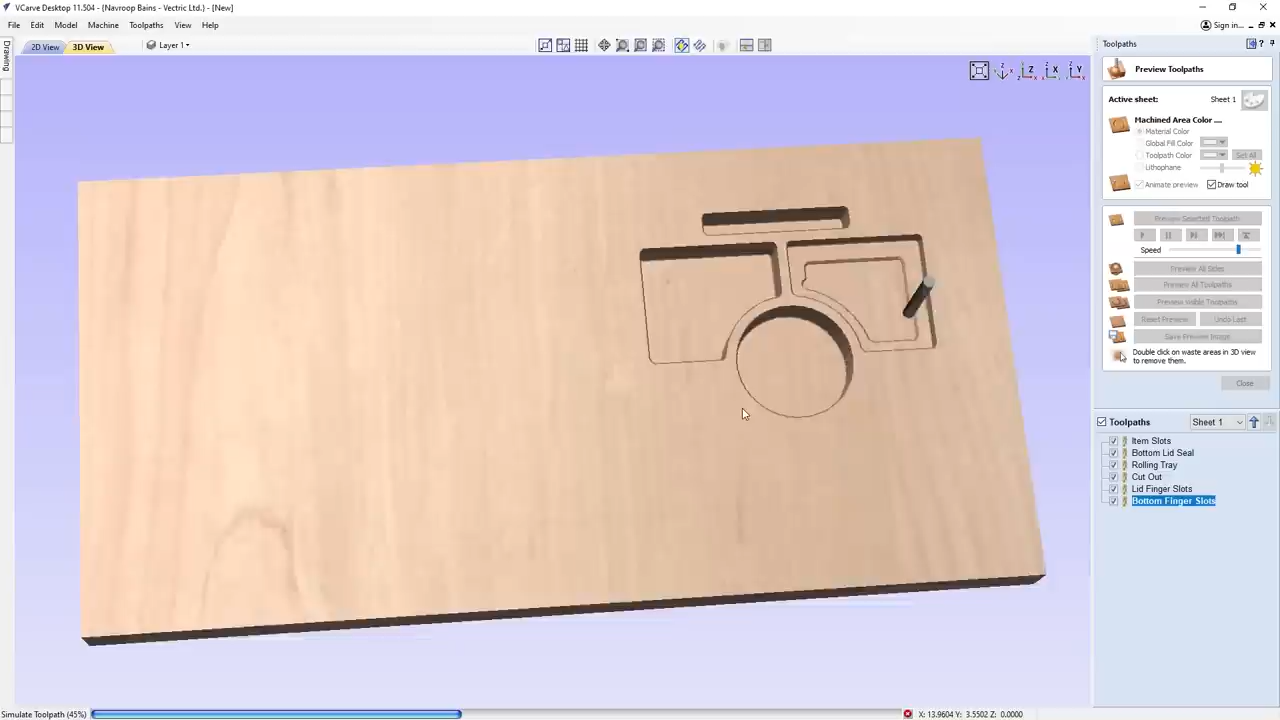 VCarve Desktop 11.504 - {Navroop Bains - Vectric Ltd.} - [New]
File Edit Model Machine Toolpaths View Help
Sign in...
2D View 3D View Layer 1
Drawing
Toolpaths
Preview Toolpaths
Active sheet: Sheet 1
Machined Area Color ....
Material Color
Global Fill Color
Toolpath Color Set All
Lithophane
Animate preview Draw tool
Preview Selected Toolpath
Speed
Preview All Sides
Preview All Toolpaths
Preview Visible Toolpaths
Reset Preview Undo Last
Save Preview Image
Double click on waste areas in 3D view
to remove them.
Close
Toolpaths Sheet 1
Item Slots
Bottom Lid Seal
Rolling Tray
Cut Out
Lid Finger Slots
Bottom Finger Slots
Simulate Toolpath (45%) X: 13.9604 Y: 3.5502 Z: 0.0000